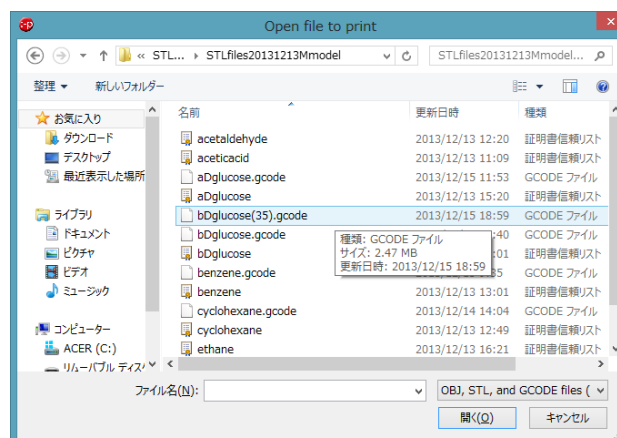 Open file to print
« STL... STLfiles20131213Mmodel
STLfiles20131213Mmodel...
整理 新しいフォルダー
お気に入り
ダウンロード
デスクトップ
最近表示した場所
ライブラリ
ドキュメント
ピクチャ
ビデオ
ミュージック
コンピューター
ACER (C:)
リムーバブル ディスク
名前 更新日時 種類
acetaldehyde 2013/12/13 12:20 証明書信頼リスト
aceticacid 2013/12/13 11:09 証明書信頼リスト
aDglucose.gcode 2013/12/15 11:53 GCODE ファイル
aDglucose 2013/12/13 15:20 証明書信頼リスト
bDglucose(35).gcode 2013/12/15 18:59 GCODE ファイル
bDglucose.gcode :40 GCODE ファイル
bDglucose :01 証明書信頼リスト
benzene.gcode GCODE ファイル
benzene 2013/12/13 13:01 証明書信頼リスト
cyclohexane.gcode 2013/12/14 14:04 GCODE ファイル
cyclohexane 2013/12/13 12:49 証明書信頼リスト
ethane 2013/12/13 16:21 証明書信頼リスト
種類: GCODE ファイル
サイズ: 2.47 MB
更新日時: 2013/12/15 18:59
ファイル名(N):
OBJ, STL, and GCODE files (
開く(O) キャンセル